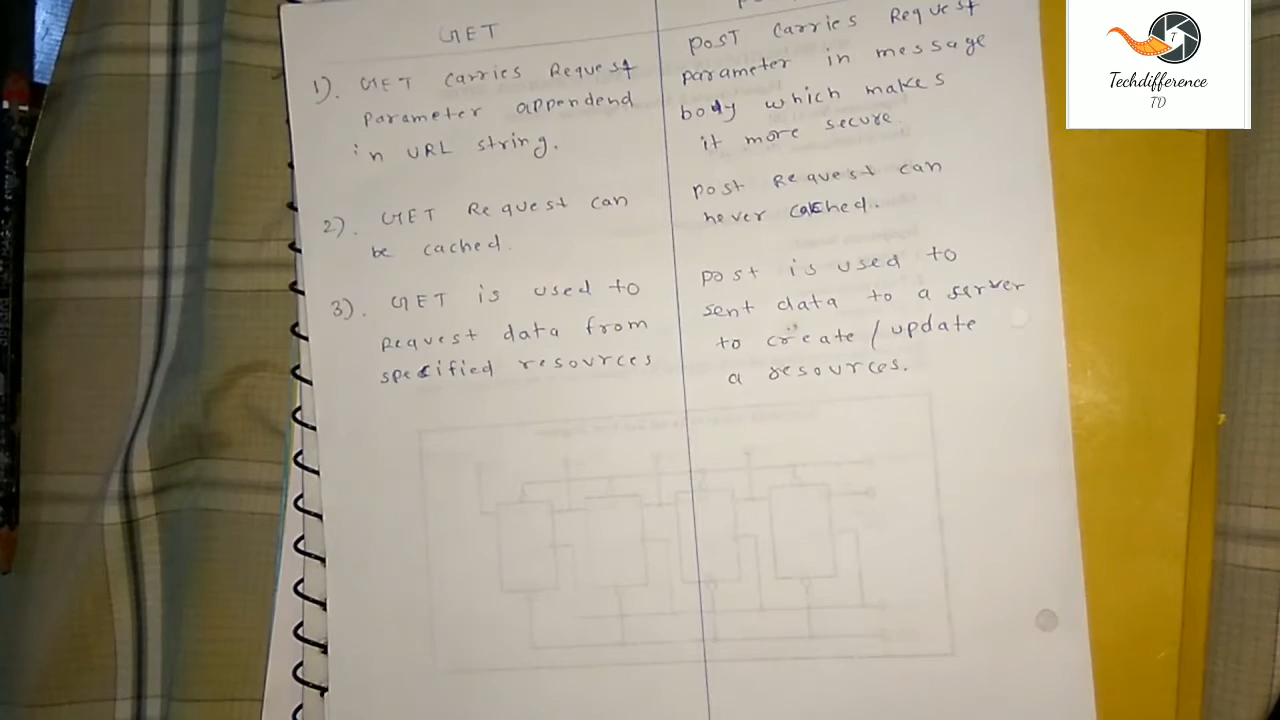 GET
1). GET carries Request
Parameter appendend
in URL string.
2). GET Request can
be cached.
3). GET is used to
Request data from
specified resources
POST carries Request
parameter in message
body which makes
it more secure.
post Request can
never cached.
post is used to
sent data to a server
to create / update
a resources.
Techdifference
TD